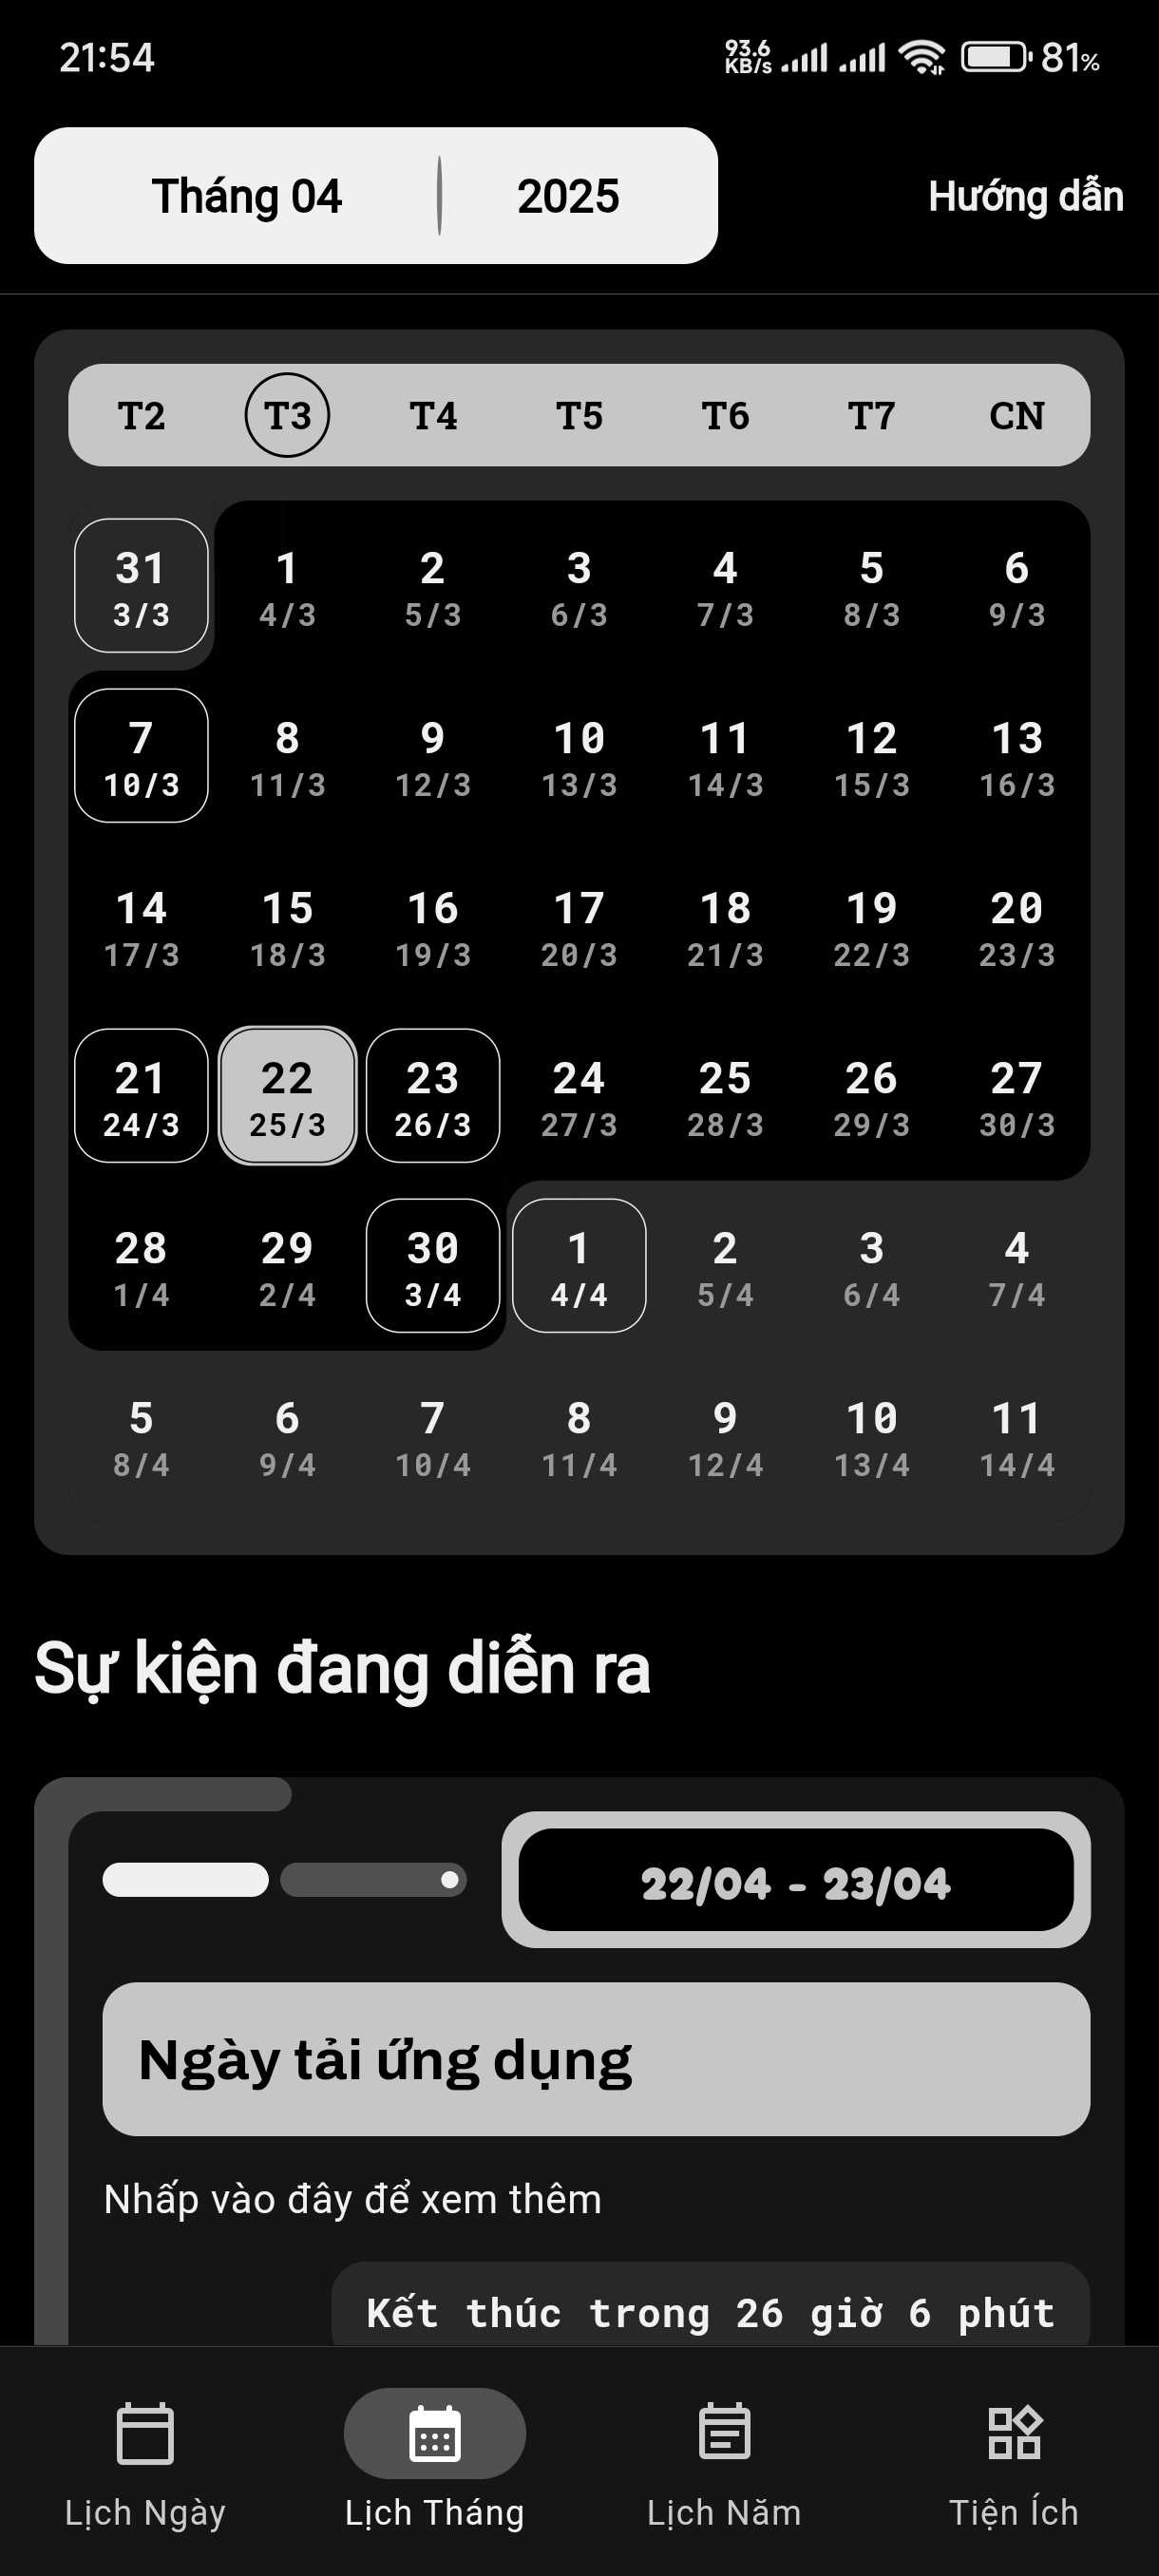 21:54 93.6 KB/s 81%
Tháng 04 2025 Hướng dẫn
T2 T3 T4 T5 T6 T7 CN
31 1 2 3 4 5 6
3/3 4/3 5/3 6/3 7/3 8/3 9/3
7 8 9 10 11 12 13
10/3 11/3 12/3 13/3 14/3 15/3 16/3
14 15 16 17 18 19 20
17/3 18/3 19/3 20/3 21/3 22/3 23/3
21 22 23 24 25 26 27
24/3 25/3 26/3 27/3 28/3 29/3 30/3
28 29 30 1 2 3 4
1/4 2/4 3/4 4/4 5/4 6/4 7/4
5 6 7 8 9 10 11
8/4 9/4 10/4 11/4 12/4 13/4 14/4
Sự kiện đang diễn ra
22/04 - 23/04
Ngày tải ứng dụng
Nhấp vào đây để xem thêm
Kết thúc trong 26 giờ 6 phút
Lịch Ngày Lịch Tháng Lịch Năm Tiện Ích